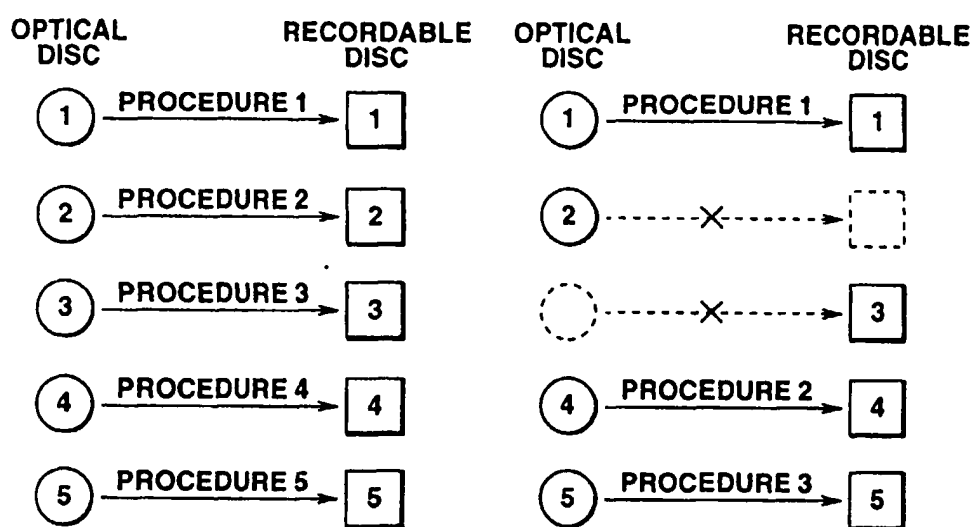 OPTICAL DISC
RECORDABLE DISC
1 PROCEDURE 1 1
2 PROCEDURE 2 2
3 PROCEDURE 3 3
4 PROCEDURE 4 4
5 PROCEDURE 5 5
OPTICAL DISC
RECORDABLE DISC
1 PROCEDURE 1 1
2
3
4 PROCEDURE 2 4
5 PROCEDURE 3 5